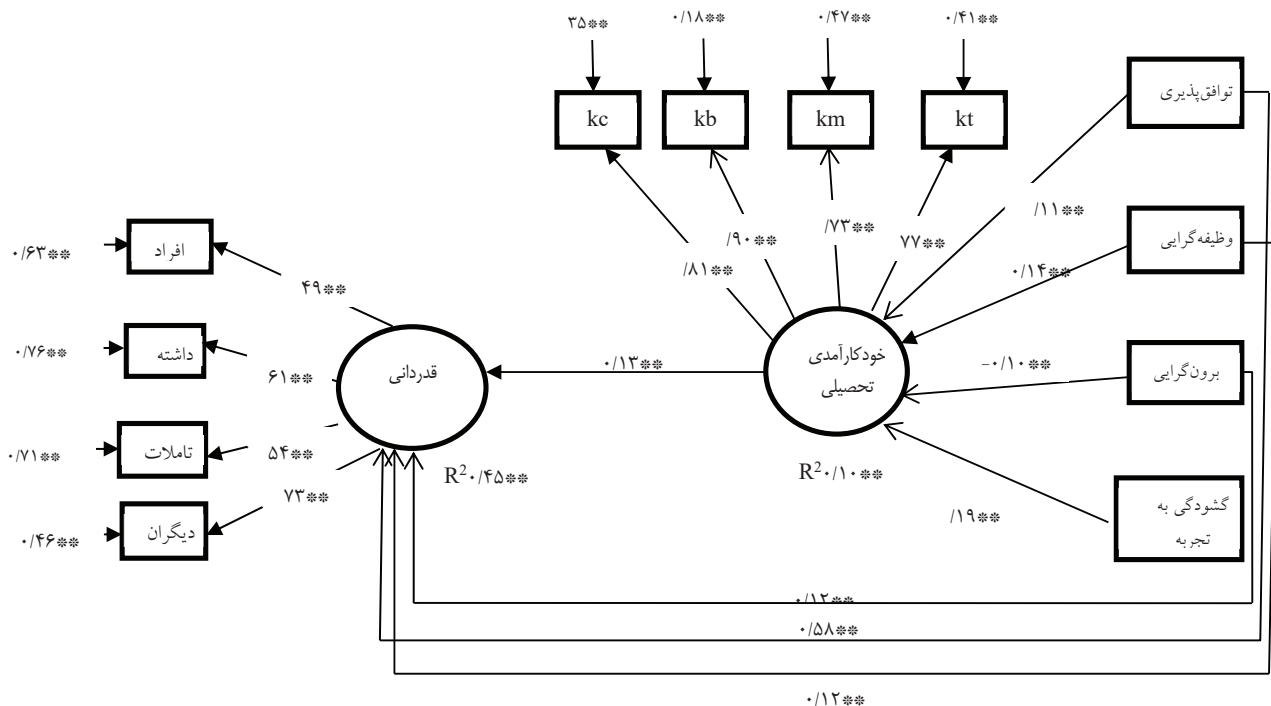 ۳۵**
۰/۱۸**
۰/۴۷**
۰/۴۱**
kc
kb
km
kt
توافق‌پذیری
/۱۱**
وظیفه‌گرایی
۰/۱۴**
/۹۰**
/۷۳**
۷۷**
/۸۱**
افراد
۰/۶۳**
۴۹**
داشته
۰/۷۶**
۶۱**
قدردانی
۰/۱۳**
خودکارآمدی
تحصیلی
-۰/۱۰**
برون‌گرایی
تاملات
۰/۷۱**
۵۴**
R²۰/۴۵**
R²۰/۱۰**
گشودگی به
تجربه
/۱۹**
دیگران
۰/۴۶**
۷۳**
۰/۱۲**
۰/۵۸**
۰/۱۲**